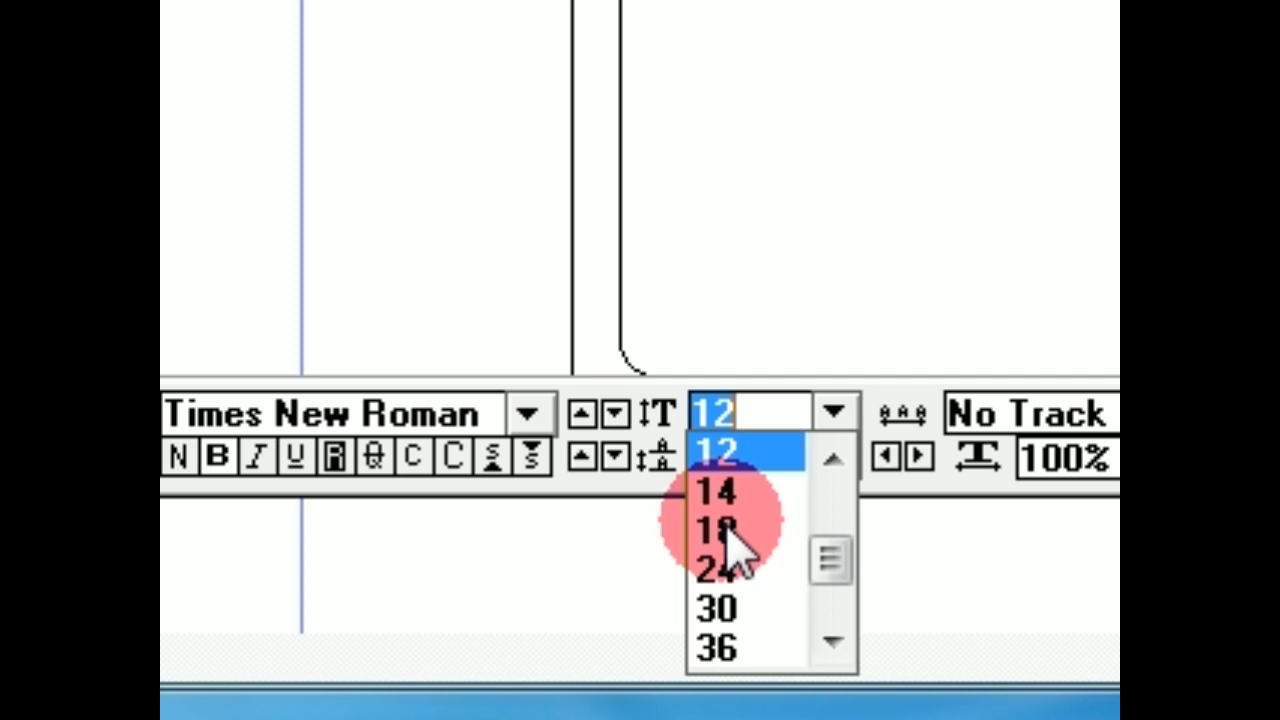 Times New Roman
T
12
No Track
N B I U R Q C C S S
A A
T
100%
12
14
18
24
30
36